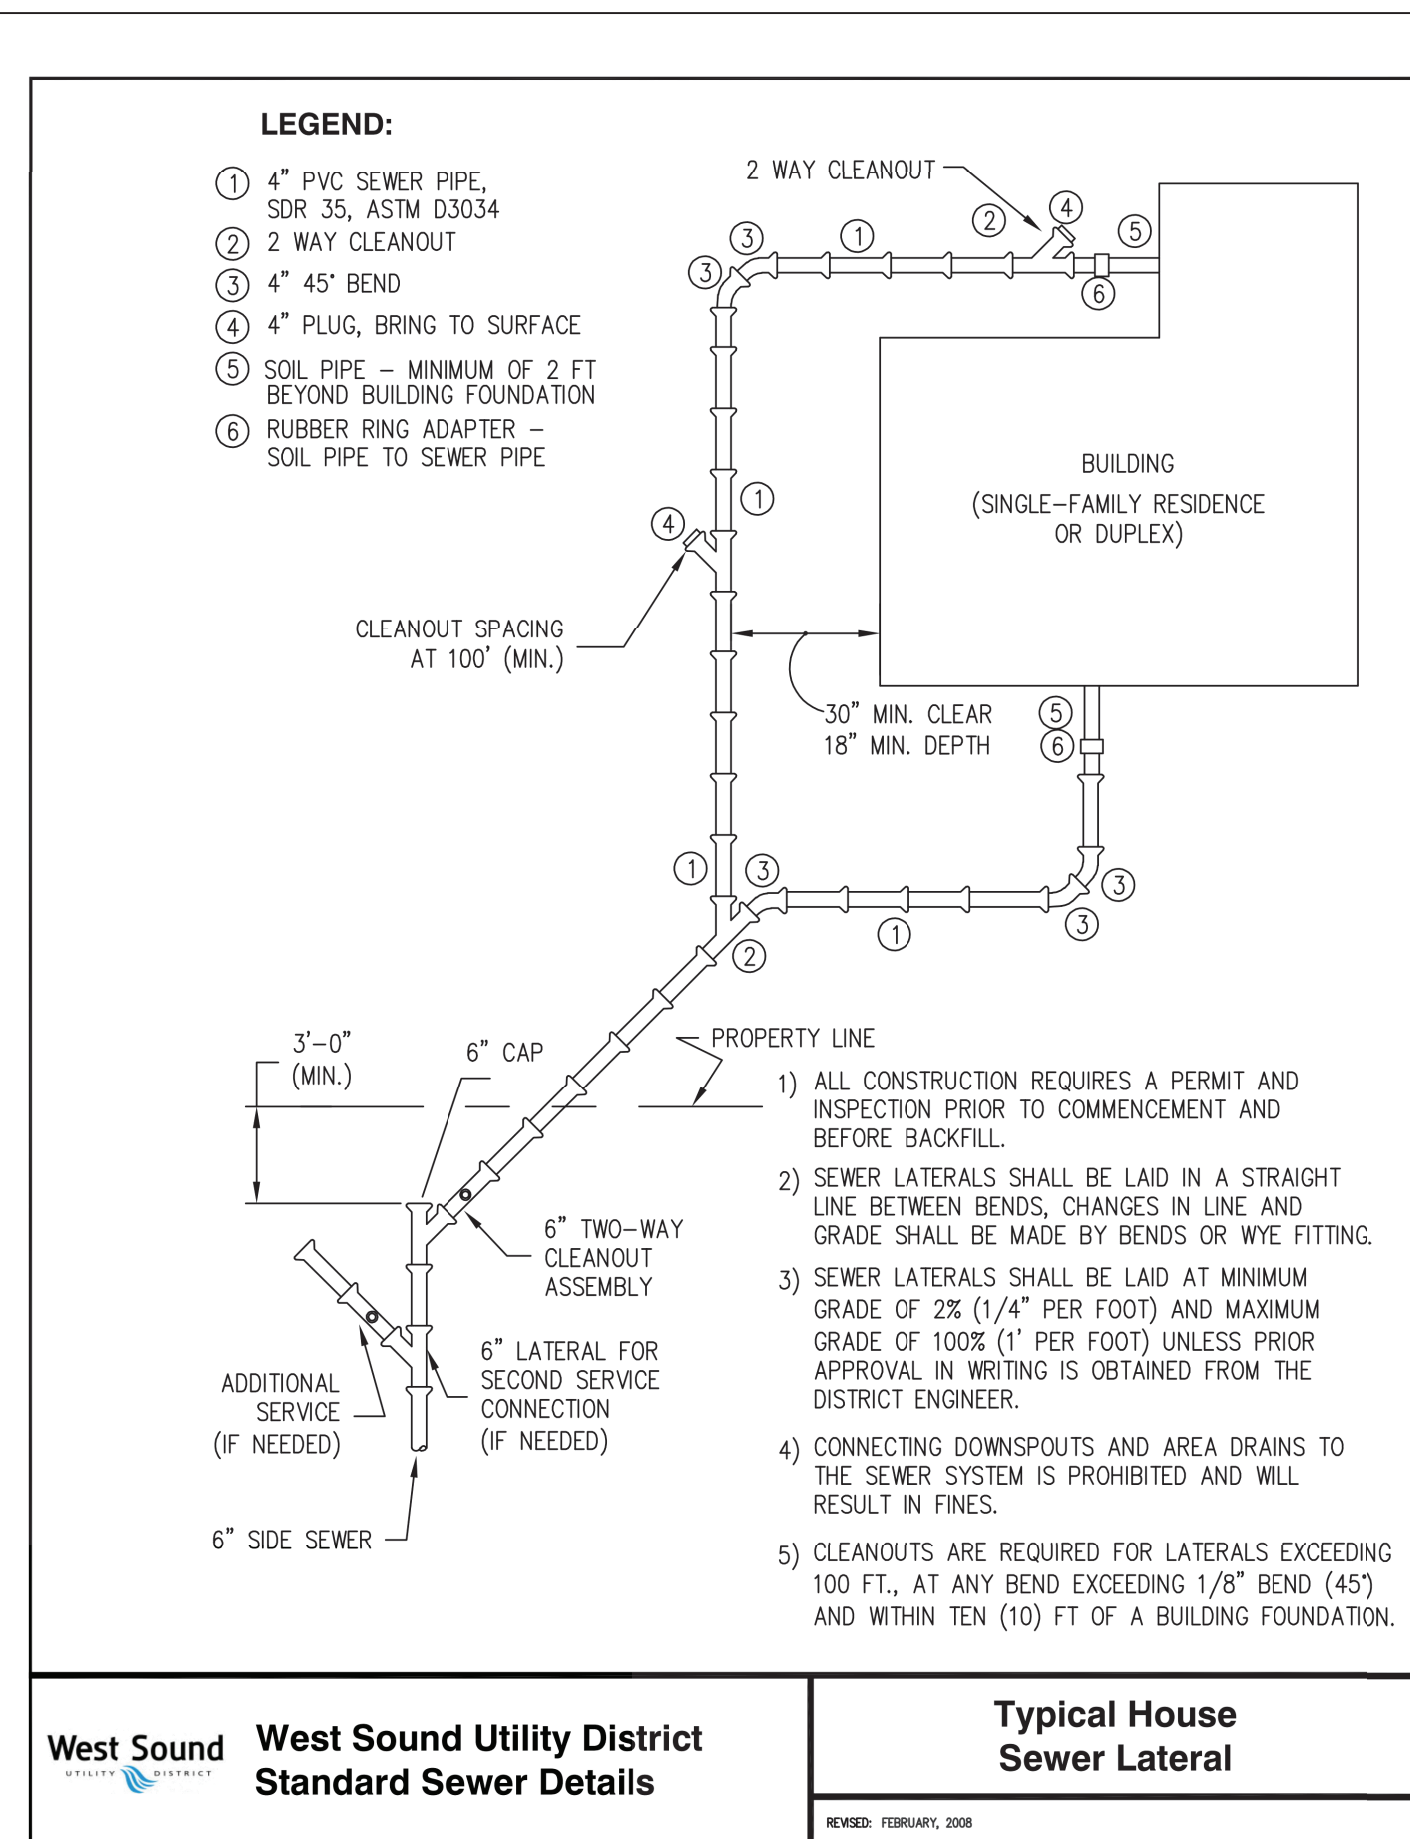 LEGEND:
① 4” PVC SEWER PIPE,
SDR 35, ASTM D3034
② 2 WAY CLEANOUT
③ 4” 45° BEND
④ 4” PLUG, BRING TO SURFACE
⑤ SOIL PIPE – MINIMUM OF 2 FT
BEYOND BUILDING FOUNDATION
⑥ RUBBER RING ADAPTER –
SOIL PIPE TO SEWER PIPE
2 WAY CLEANOUT
③
③
①
②
④
⑤
⑥
BUILDING
(SINGLE–FAMILY RESIDENCE
OR DUPLEX)
①
④
CLEANOUT SPACING
AT 100’ (MIN.)
30” MIN. CLEAR
18” MIN. DEPTH
⑤
⑥
①
③
②
①
③
③
3’–0”
(MIN.)
6” CAP
PROPERTY LINE
6” TWO–WAY
CLEANOUT
ASSEMBLY
6” LATERAL FOR
SECOND SERVICE
CONNECTION
(IF NEEDED)
ADDITIONAL
SERVICE
(IF NEEDED)
6” SIDE SEWER
1) ALL CONSTRUCTION REQUIRES A PERMIT AND
INSPECTION PRIOR TO COMMENCEMENT AND
BEFORE BACKFILL.
2) SEWER LATERALS SHALL BE LAID IN A STRAIGHT
LINE BETWEEN BENDS, CHANGES IN LINE AND
GRADE SHALL BE MADE BY BENDS OR WYE FITTING.
3) SEWER LATERALS SHALL BE LAID AT MINIMUM
GRADE OF 2% (1/4” PER FOOT) AND MAXIMUM
GRADE OF 100% (1’ PER FOOT) UNLESS PRIOR
APPROVAL IN WRITING IS OBTAINED FROM THE
DISTRICT ENGINEER.
4) CONNECTING DOWNSPOUTS AND AREA DRAINS TO
THE SEWER SYSTEM IS PROHIBITED AND WILL
RESULT IN FINES.
5) CLEANOUTS ARE REQUIRED FOR LATERALS EXCEEDING
100 FT., AT ANY BEND EXCEEDING 1/8” BEND (45°)
AND WITHIN TEN (10) FT OF A BUILDING FOUNDATION.
West Sound
UTILITY DISTRICT
West Sound Utility District
Standard Sewer Details
Typical House
Sewer Lateral
REVISED: FEBRUARY, 2008